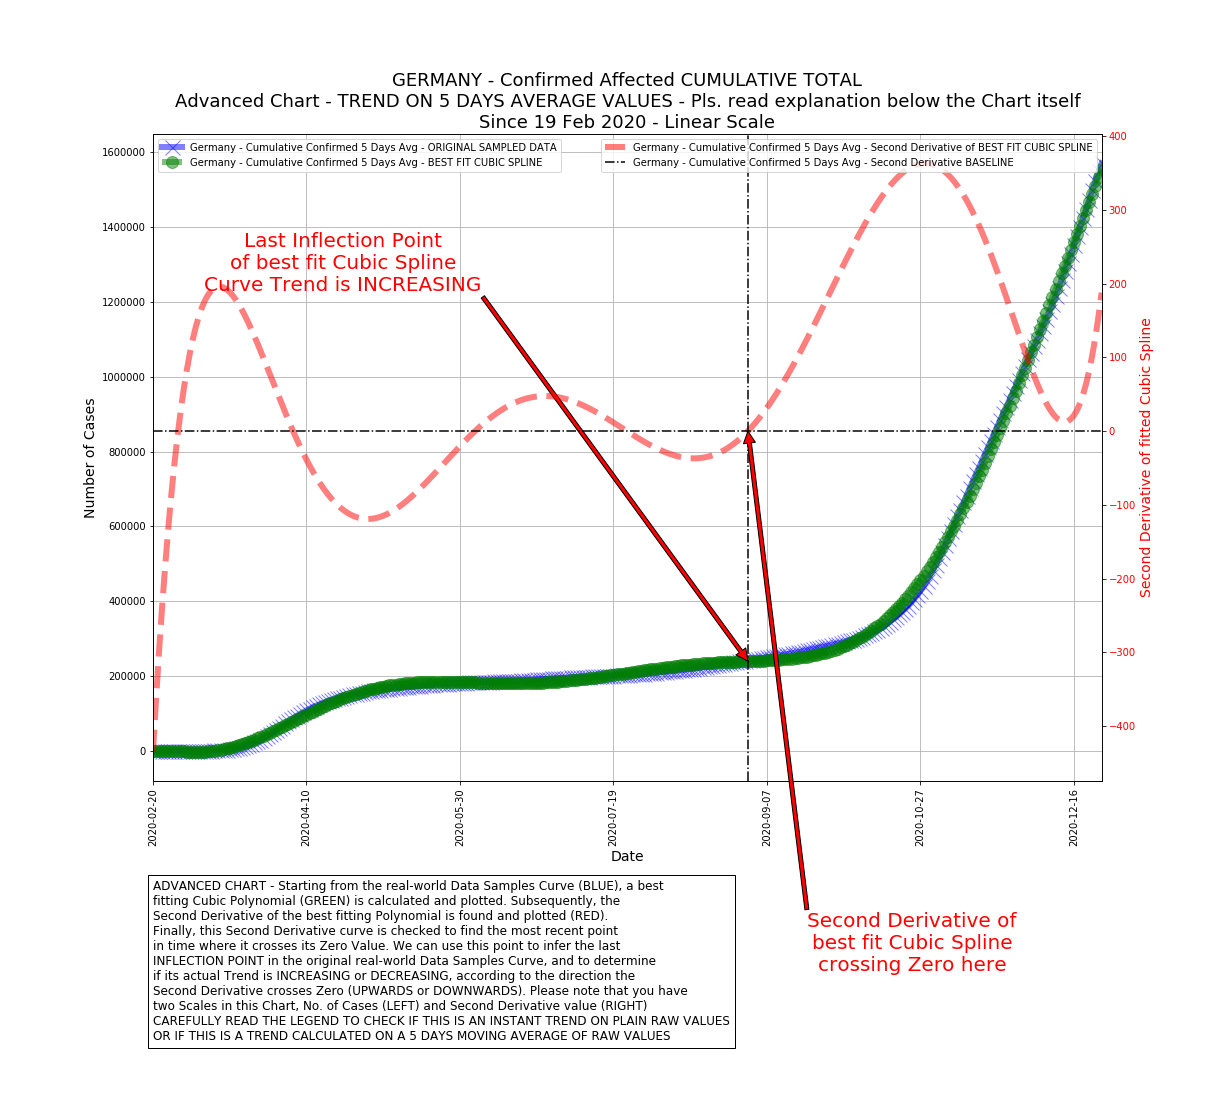 GERMANY - Confirmed Affected CUMULATIVE TOTAL
Advanced Chart - TREND ON 5 DAYS AVERAGE VALUES - Pls. read explanation below the Chart itself
Since 19 Feb 2020 - Linear Scale
Germany - Cumulative Confirmed 5 Days Avg - ORIGINAL SAMPLED DATA
Germany - Cumulative Confirmed 5 Days Avg - BEST FIT CUBIC SPLINE
Germany - Cumulative Confirmed 5 Days Avg - Second Derivative of BEST FIT CUBIC SPLINE
Germany - Cumulative Confirmed 5 Days Avg - Second Derivative BASELINE
Last Inflection Point
of best fit Cubic Spline
Curve Trend is INCREASING
Number of Cases
1600000
1400000
1200000
1000000
800000
600000
400000
200000
0
400
300
200
100
0
−100
−200
−300
−400
Second Derivative of fitted Cubic Spline
2020-02-20
2020-04-10
2020-05-30
2020-07-19
2020-09-07
2020-10-27
2020-12-16
Date
ADVANCED CHART - Starting from the real-world Data Samples Curve (BLUE), a best
fitting Cubic Polynomial (GREEN) is calculated and plotted. Subsequently, the
Second Derivative of the best fitting Polynomial is found and plotted (RED).
Finally, this Second Derivative curve is checked to find the most recent point
in time where it crosses its Zero Value. We can use this point to infer the last
INFLECTION POINT in the original real-world Data Samples Curve, and to determine
if its actual Trend is INCREASING or DECREASING, according to the direction the
Second Derivative crosses Zero (UPWARDS or DOWNWARDS). Please note that you have
two Scales in this Chart, No. of Cases (LEFT) and Second Derivative value (RIGHT)
CAREFULLY READ THE LEGEND TO CHECK IF THIS IS AN INSTANT TREND ON PLAIN RAW VALUES
OR IF THIS IS A TREND CALCULATED ON A 5 DAYS MOVING AVERAGE OF RAW VALUES
Second Derivative of
best fit Cubic Spline
crossing Zero here